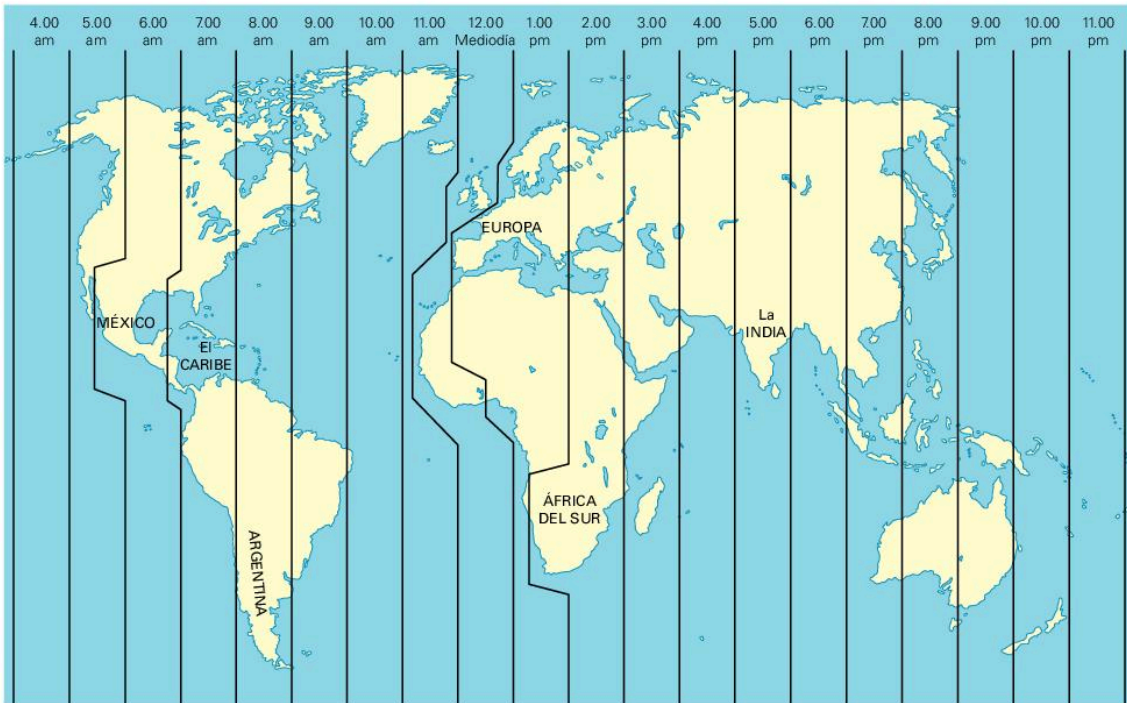 4.00 5.00 6.00 7.00 8.00 9.00 10.00 11.00 12.00 1.00 2.00 3.00 4.00 5.00 6.00 7.00 8.00 9.00 10.00 11.00
am am am am am am am am Mediodía pm pm pm pm pm pm pm pm pm pm pm
EUROPA
MÉXICO
El
CARIBE
La
INDIA
ÁFRICA
DEL SUR
ARGENTINA